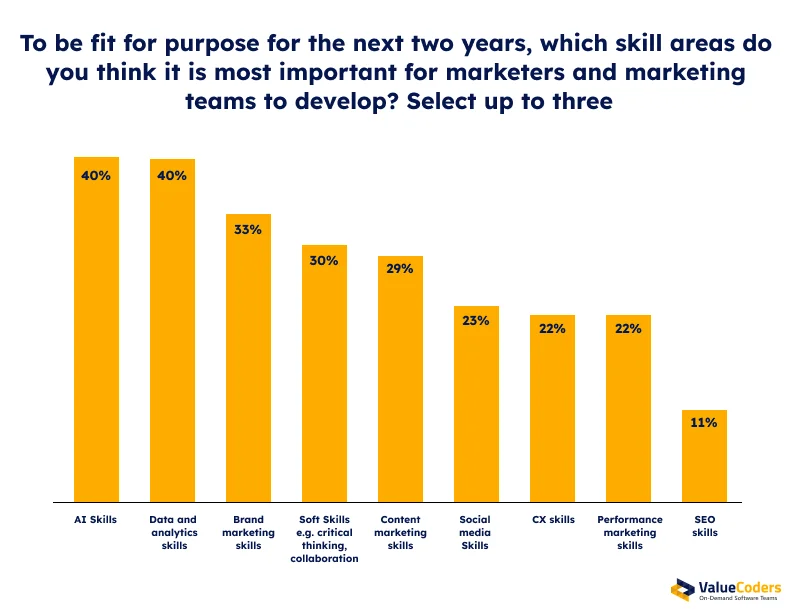 To be fit for purpose for the next two years, which skill areas do
you think it is most important for marketers and marketing
teams to develop? Select up to three
40%
40%
33%
30%
29%
23%
22%
22%
11%
AI Skills
Data and
analytics
skills
Brand
marketing
skills
Soft Skills
e.g. critical
thinking,
collaboration
Content
marketing
skills
Social
media
Skills
CX skills
Performance
marketing
skills
SEO
skills
ValueCoders
On-Demand Software Teams